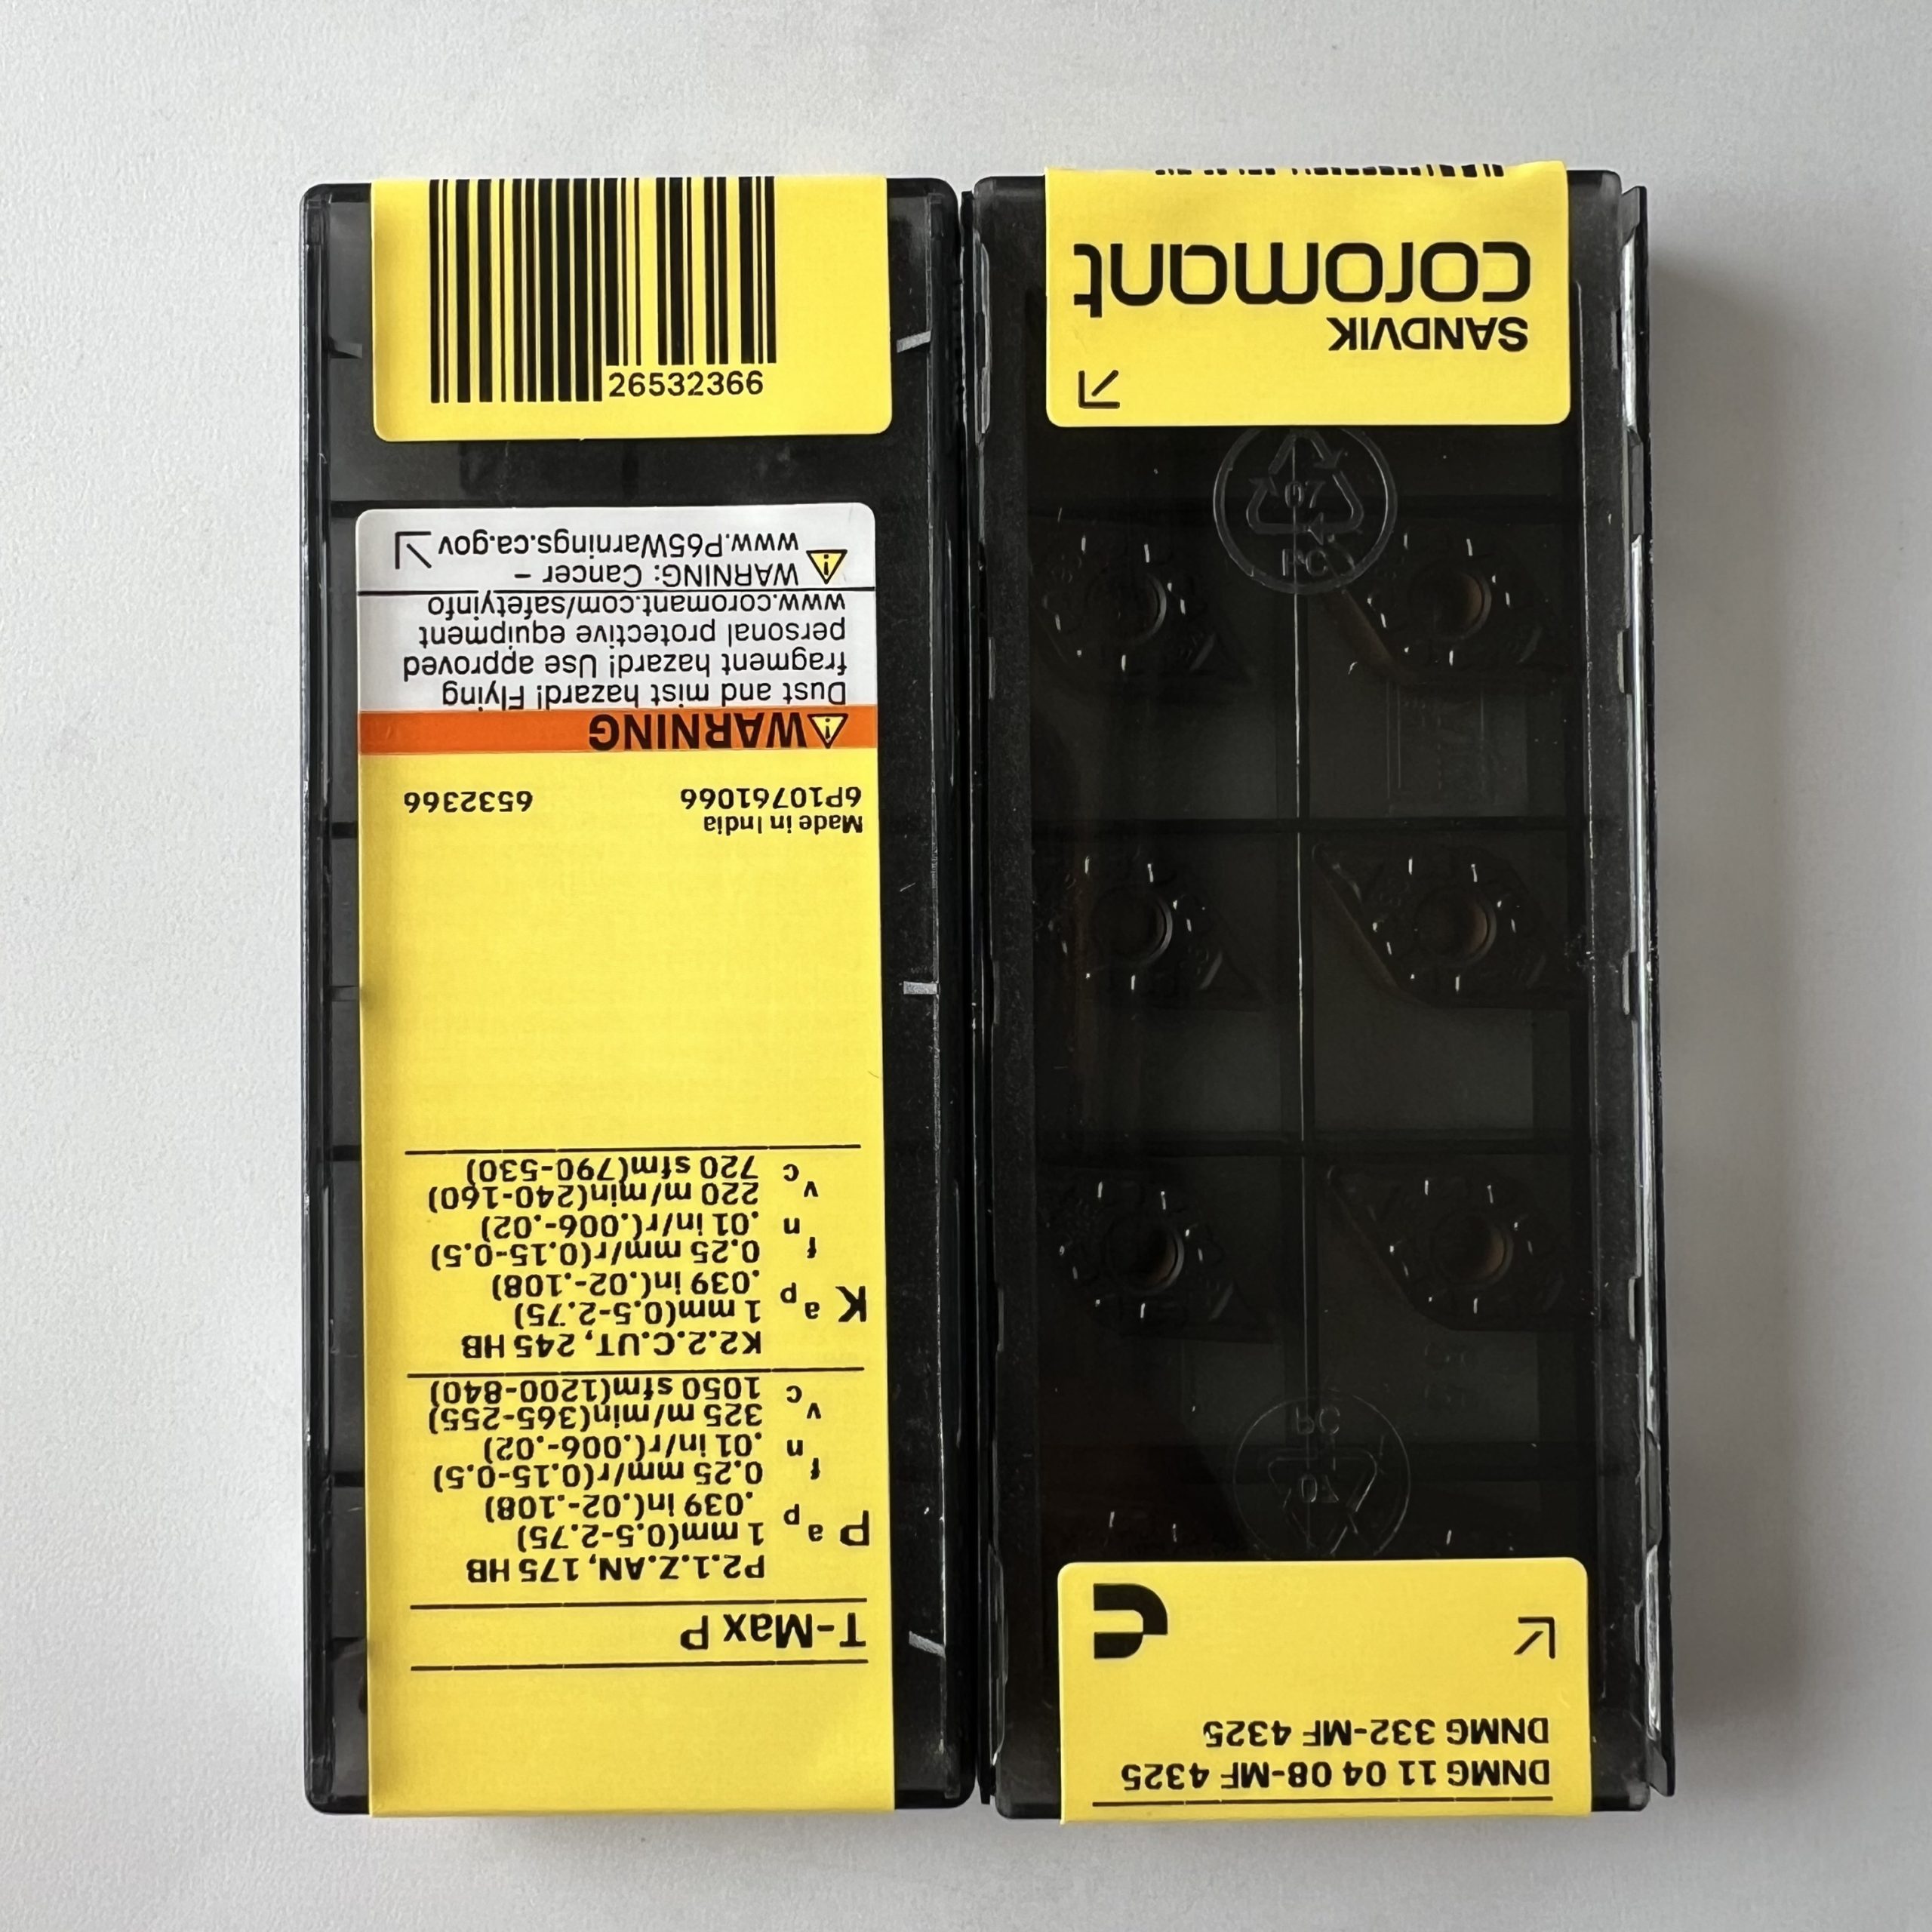 26532366
T-Max P
P2.1.Z.AN, 175 HB
P ap 1 mm(0.5-2.75)
.039 in(.02-.108)
fn 0.25 mm/r(0.15-0.5)
.01 in/r(.006-.02)
vc 325 m/min(365-255)
1050 sfm(1200-840)
K2.2.C.UT, 245 HB
K ap 1 mm(0.5-2.75)
.039 in(.02-.108)
fn 0.25 mm/r(0.15-0.5)
.01 in/r(.006-.02)
vc 220 m/min(240-160)
720 sfm(790-530)
Made in India
6P10761066 6532366
WARNING
Dust and mist hazard! Flying
fragment hazard! Use approved
personal protective equipment
www.coromant.com/safetyinfo
WARNING: Cancer –
www.P65Warnings.ca.gov
DNMG 11 04 08-MF 4325
DNMG 332-MF 4325
07
PC
07
PC
SANDVIK
coromant